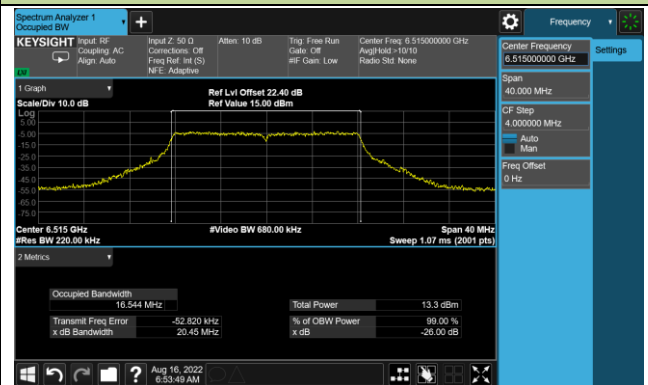 Spectrum Analyzer 1
Occupied BW
Frequency
KEYSIGHT
Input: RF
Coupling: AC
Align: Auto
Input Z: 50 Ω
Corrections: Off
Freq Ref: Int (S)
NFE: Adaptive
Atten: 10 dB
Trig: Free Run
Gate: Off
#IF Gain: Low
Center Freq: 6.515000000 GHz
Avg|Hold:>10/10
Radio Std: None
Center Frequency
6.515000000 GHz
Settings
Span
40.000 MHz
CF Step
4.000000 MHz
Auto
Man
Freq Offset
0 Hz
1 Graph
Scale/Div 10.0 dB
Ref Lvl Offset 22.40 dB
Ref Value 15.00 dBm
Log
5.00
-5.00
-15.0
-25.0
-35.0
-45.0
-55.0
-65.0
-75.0
Center 6.515 GHz
#Video BW 680.00 kHz
Span 40 MHz
#Res BW 220.00 kHz
Sweep 1.07 ms (2001 pts)
2 Metrics
Occupied Bandwidth
16.544 MHz
Total Power 13.3 dBm
Transmit Freq Error -52.820 kHz
% of OBW Power 99.00 %
x dB Bandwidth 20.45 MHz
x dB -26.00 dB
?
Aug 16, 2022
6:53:49 AM